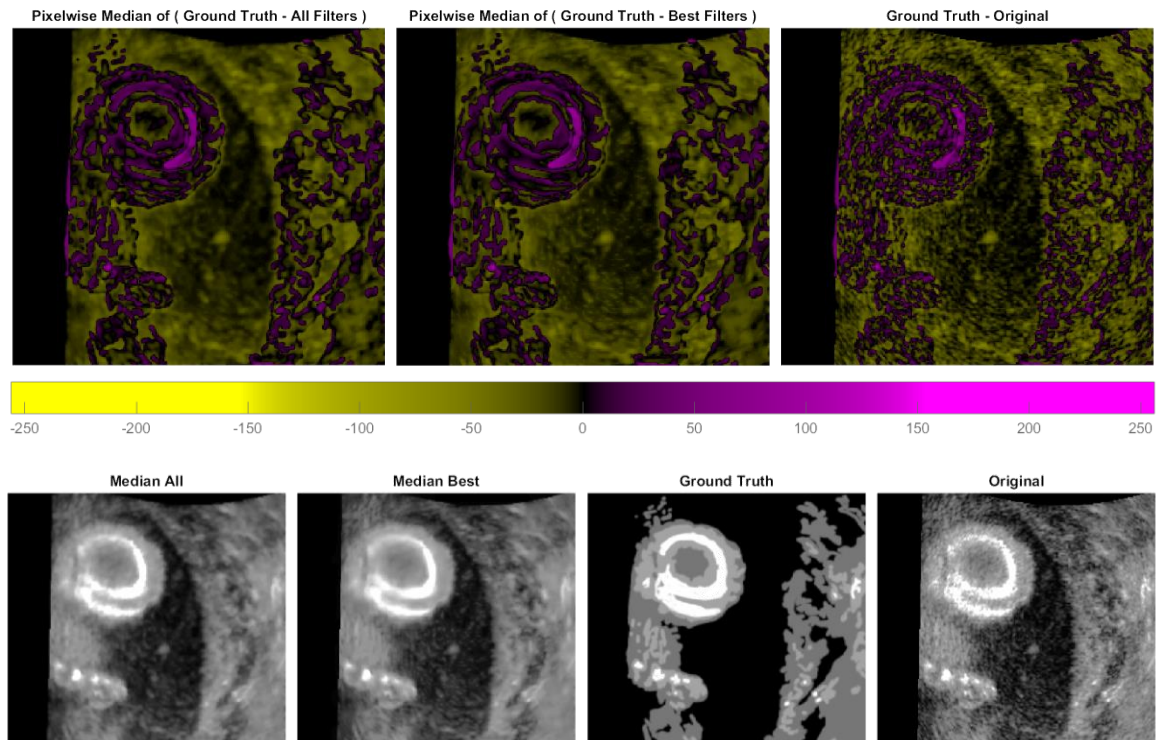 Pixelwise Median of ( Ground Truth - All Filters )
Pixelwise Median of ( Ground Truth - Best Filters )
Ground Truth - Original
-250 -200 -150 -100 -50 0 50 100 150 200 250
Median All
Median Best
Ground Truth
Original